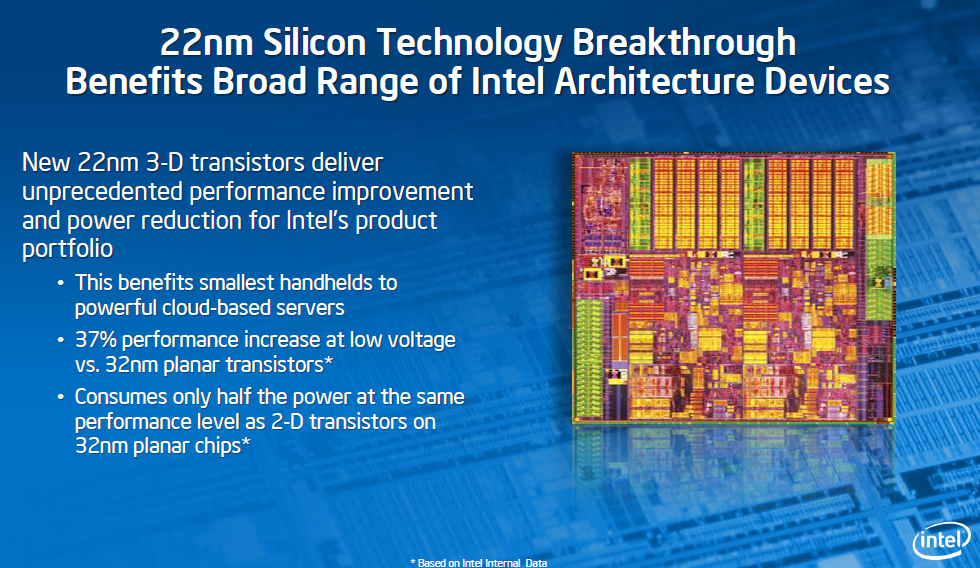 22nm Silicon Technology Breakthrough
Benefits Broad Range of Intel Architecture Devices
New 22nm 3-D transistors deliver
unprecedented performance improvement
and power reduction for Intel's product
portfolio
• This benefits smallest handhelds to
powerful cloud-based servers
• 37% performance increase at low voltage
vs. 32nm planar transistors*
• Consumes only half the power at the same
performance level as 2-D transistors on
32nm planar chips*
intel
* Based on Intel Internal Data